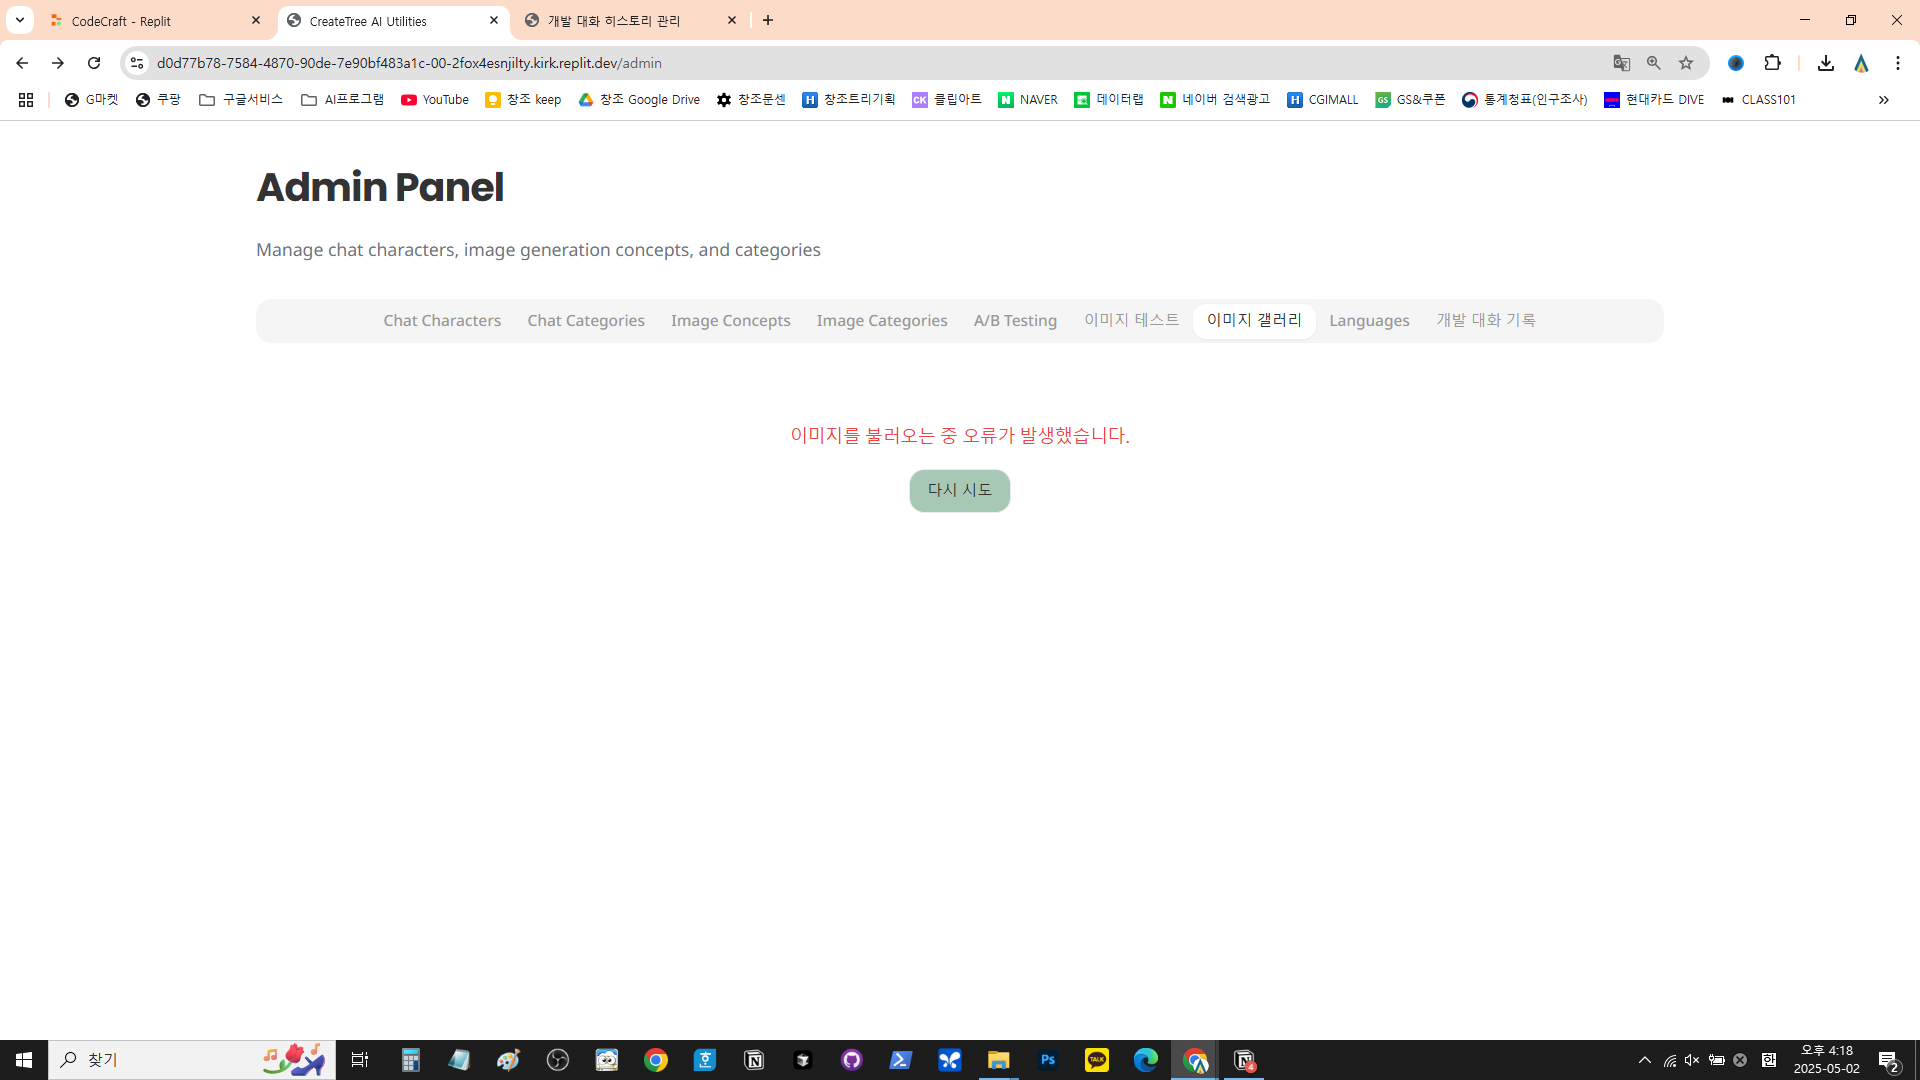 CodeCraft - Replit
CreateTree AI Utilities
개발 대화 히스토리 관리
d0d77b78-7584-4870-90de-7e90bf483a1c-00-2fox4esnjilty.kirk.replit.dev/admin
G마켓
쿠팡
구글서비스
AI프로그램
YouTube
창조 keep
창조 Google Drive
창조문센
창조트리기획
클립아트
NAVER
데이터랩
네이버 검색광고
CGIMALL
GS&쿠폰
통계청표(인구조사)
현대카드 DIVE
CLASS101
Admin Panel
Manage chat characters, image generation concepts, and categories
Chat Characters
Chat Categories
Image Concepts
Image Categories
A/B Testing
이미지 테스트
이미지 갤러리
Languages
개발 대화 기록
이미지를 불러오는 중 오류가 발생했습니다.
다시 시도
찾기
한
오후 4:18
2025-05-02
2